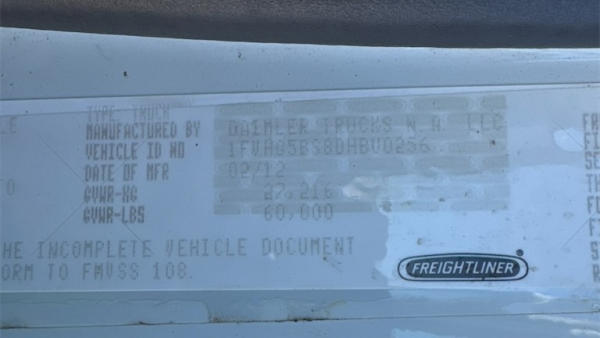 TYPE: TRUCK
MANUFACTURED BY DAIMLER TRUCKS N.A. LLC
VEHICLE ID NO
DATE OF MFR 02/12
GVWR-KG 27,216
GVWR-LBS 60,000
HE INCOMPLETE VEHICLE DOCUMENT
ORM TO FMVSS 108.
FREIGHTLINER